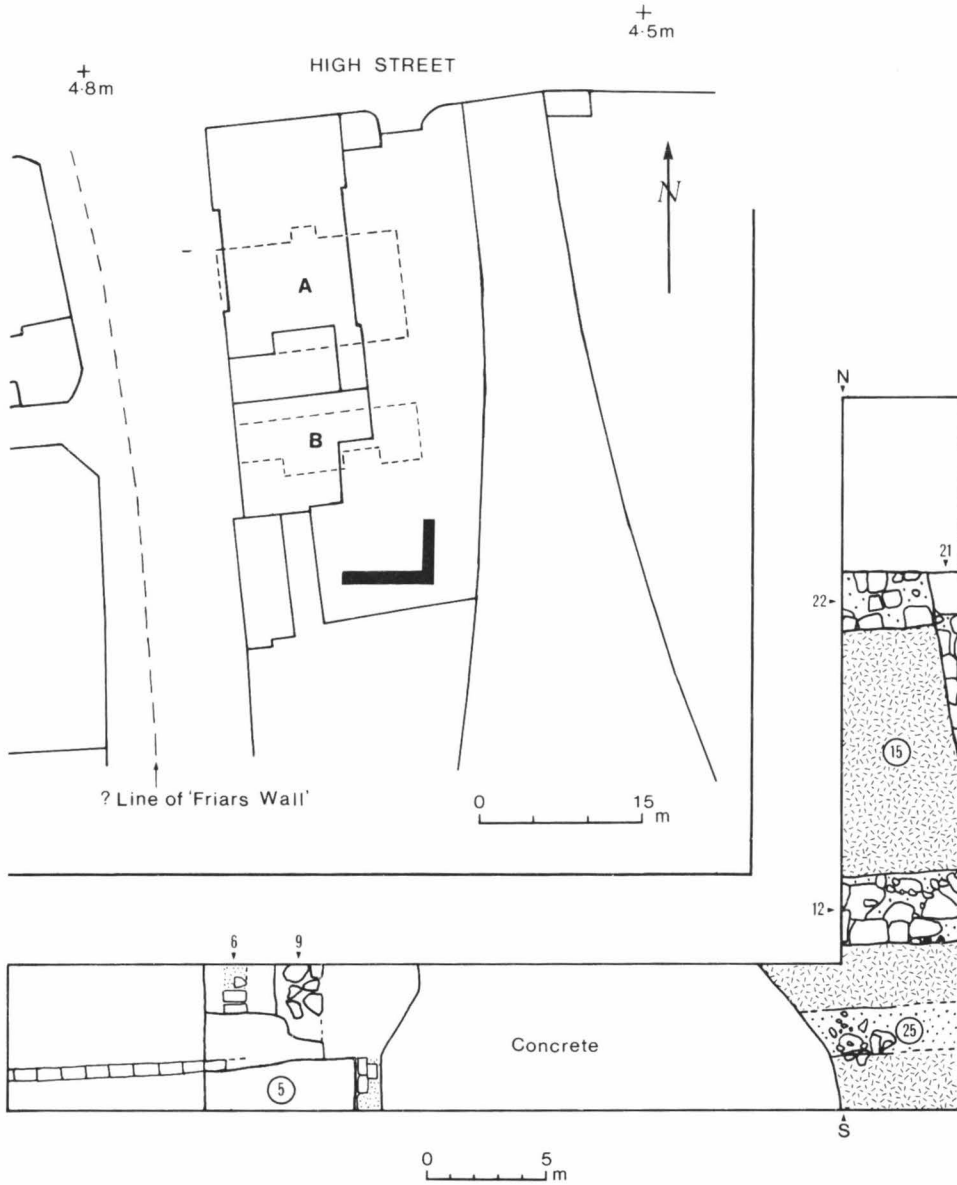 4·5m
HIGH STREET
4·8m
N
A
B
? Line of 'Friars Wall'
0 15
m
N
21
22
15
12
6 9
25
Concrete
5
S
0 5
m